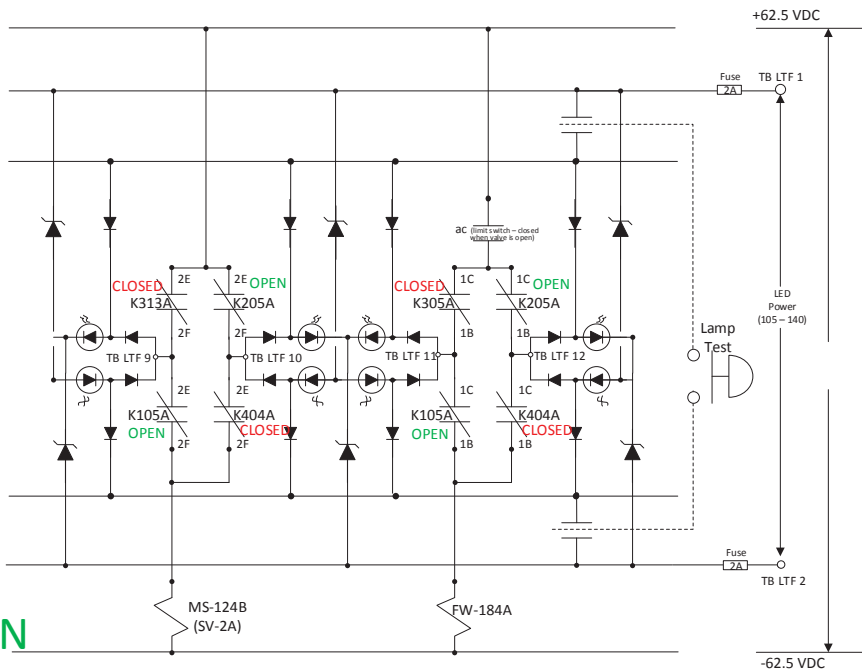 +62.5 VDC
Fuse
2A
TB LTF 1
ac (limit switch – closed
when valve is open)
CLOSED
2E
2E
OPEN
CLOSED
1C
1C
OPEN
K313A
K205A
K305A
K205A
LED
Power
(105 – 140)
2F
2F
1B
1B
Lamp
Test
TB LTF 9
TB LTF 10
TB LTF 11
TB LTF 12
2E
2E
1C
1C
K105A
K404A
K105A
K404A
OPEN
2F
CLOSED
2F
OPEN
1B
CLOSED
1B
Fuse
2A
TB LTF 2
MS-124B
(SV-2A)
FW-184A
N
-62.5 VDC